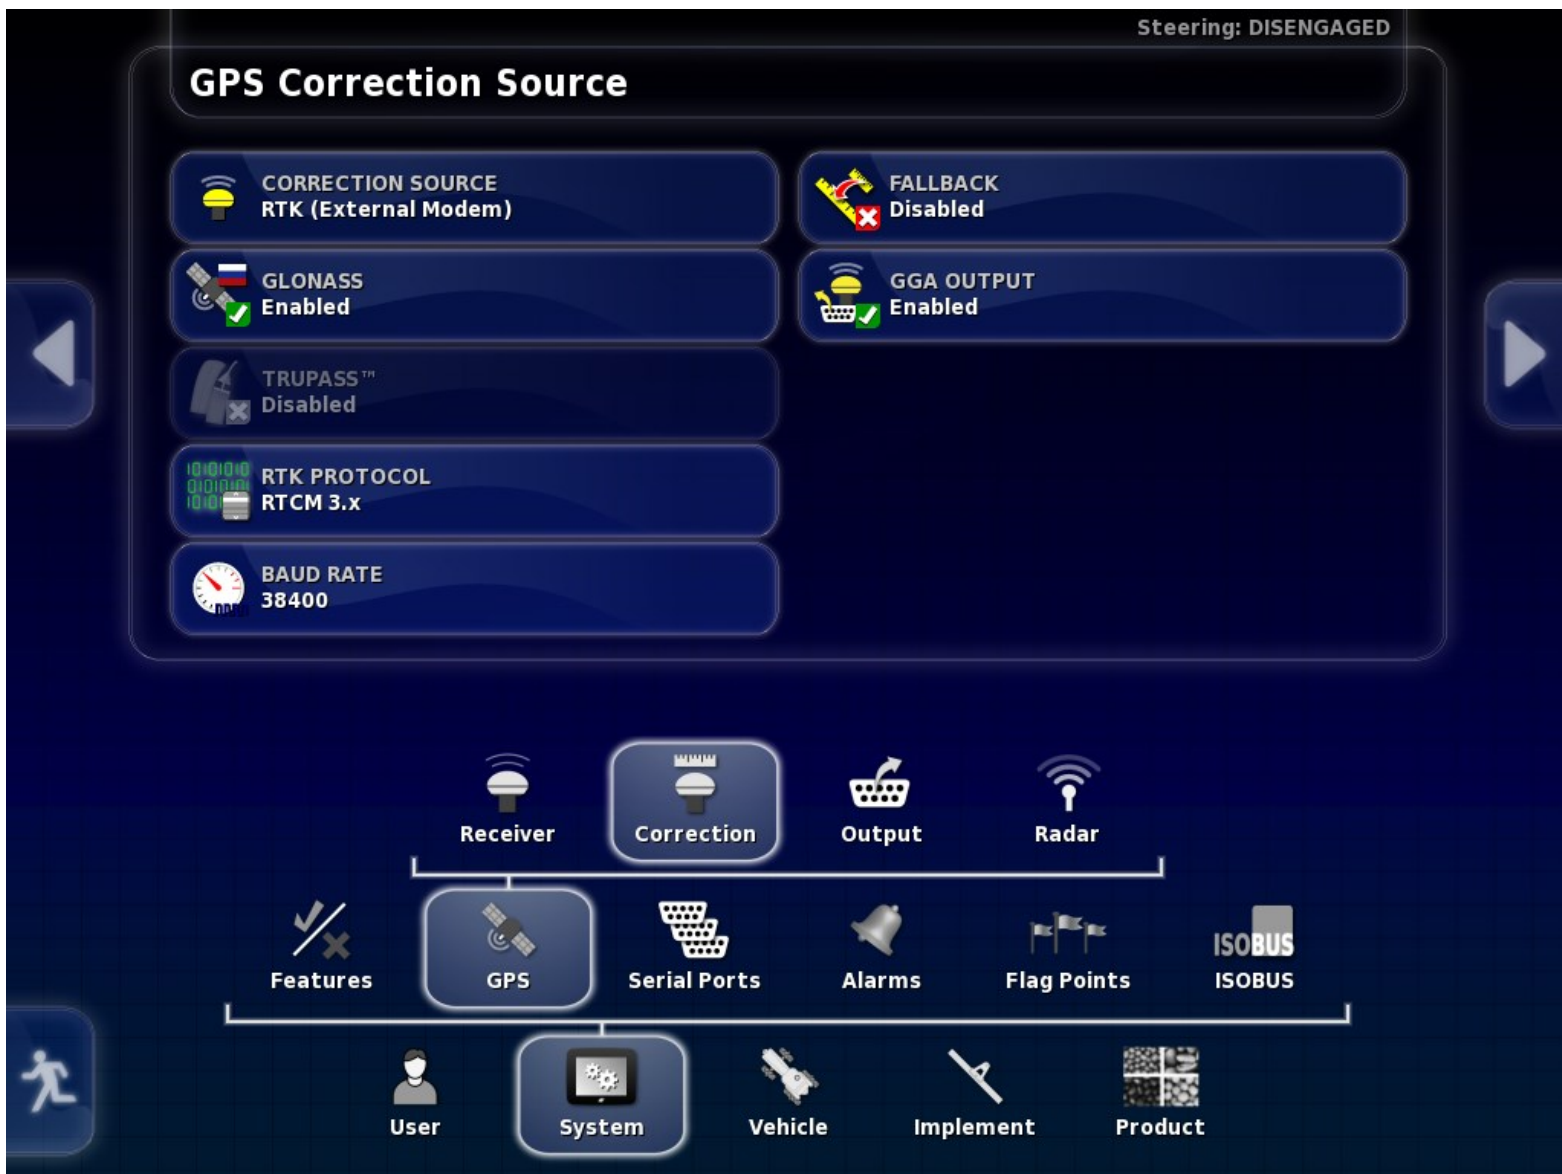 Steering: DISENGAGED
GPS Correction Source
CORRECTION SOURCE
RTK (External Modem)
FALLBACK
Disabled
GLONASS
Enabled
GGA OUTPUT
Enabled
TRUPASS™
Disabled
RTK PROTOCOL
RTCM 3.x
BAUD RATE
38400
Receiver
Correction
Output
Radar
Features
GPS
Serial Ports
Alarms
Flag Points
ISOBUS
ISOBUS
User
System
Vehicle
Implement
Product